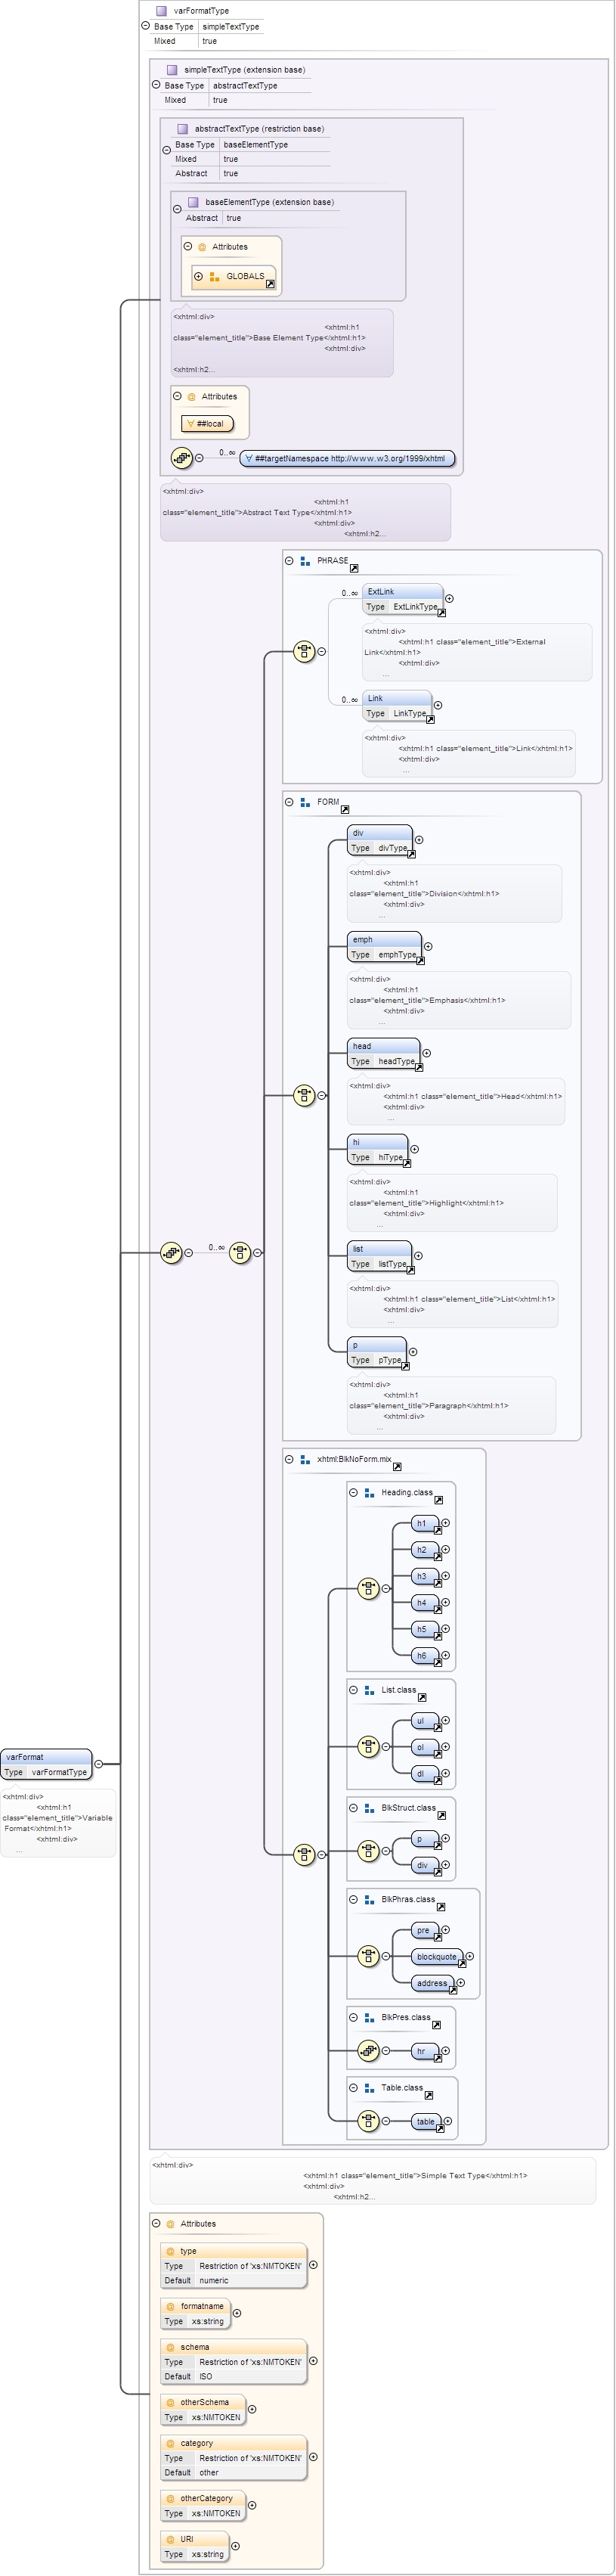 varFormatType
Base Type simpleTextType
Mixed true
simpleTextType (extension base)
Base Type abstractTextType
Mixed true
abstractTextType (restriction base)
Base Type baseElementType
Mixed true
Abstract true
baseElementType (extension base)
Abstract true
@ Attributes
GLOBALS
<xhtml:div>
<xhtml:h1
class="element_title">Base Element Type</xhtml:h1>
<xhtml:div>
<xhtml:h2...
@ Attributes
∀ ##local
0..∞
∀ ##targetNamespace http://www.w3.org/1999/xhtml
<xhtml:div>
<xhtml:h1
class="element_title">Abstract Text Type</xhtml:h1>
<xhtml:div>
<xhtml:h2...
PHRASE
0..∞
ExtLink
Type ExtLinkType
<xhtml:div>
<xhtml:h1 class="element_title">External
Link</xhtml:h1>
<xhtml:div>
...
0..∞
Link
Type LinkType
<xhtml:div>
<xhtml:h1 class="element_title">Link</xhtml:h1>
<xhtml:div>
...
FORM
div
Type divType
<xhtml:div>
<xhtml:h1
class="element_title">Division</xhtml:h1>
<xhtml:div>
...
emph
Type emphType
<xhtml:div>
<xhtml:h1
class="element_title">Emphasis</xhtml:h1>
<xhtml:div>
...
head
Type headType
<xhtml:div>
<xhtml:h1 class="element_title">Head</xhtml:h1>
<xhtml:div>
...
hi
Type hiType
<xhtml:div>
<xhtml:h1
class="element_title">Highlight</xhtml:h1>
<xhtml:div>
...
0..∞
list
Type listType
<xhtml:div>
<xhtml:h1 class="element_title">List</xhtml:h1>
<xhtml:div>
...
p
Type pType
<xhtml:div>
<xhtml:h1
class="element_title">Paragraph</xhtml:h1>
<xhtml:div>
...
xhtml:BlkNoForm.mix
Heading.class
h1
h2
h3
h4
h5
h6
List.class
ul
ol
dl
varFormat
Type varFormatType
<xhtml:div>
<xhtml:h1
class="element_title">Variable
Format</xhtml:h1>
<xhtml:div>
...
BlkStruct.class
p
div
BlkPhras.class
pre
blockquote
address
BlkPres.class
hr
Table.class
table
<xhtml:div>
<xhtml:h1 class="element_title">Simple Text Type</xhtml:h1>
<xhtml:div>
<xhtml:h2...
@ Attributes
@ type
Type Restriction of 'xs:NMTOKEN'
Default numeric
@ formatname
Type xs:string
@ schema
Type Restriction of 'xs:NMTOKEN'
Default ISO
@ otherSchema
Type xs:NMTOKEN
@ category
Type Restriction of 'xs:NMTOKEN'
Default other
@ otherCategory
Type xs:NMTOKEN
@ URI
Type xs:string